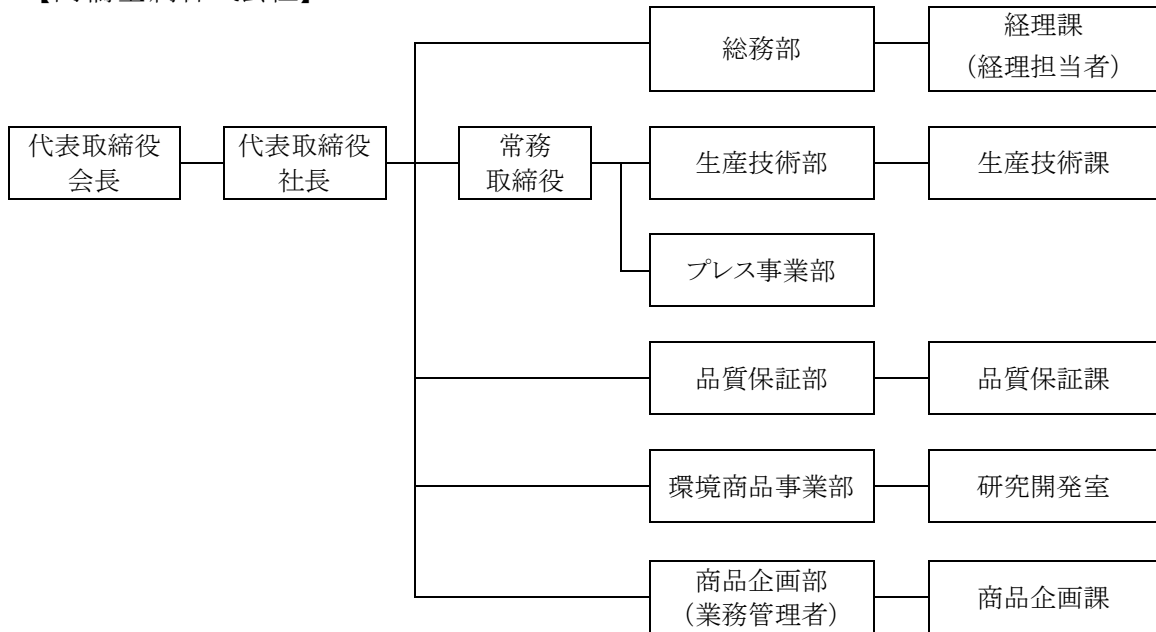 総務部
経理課
（経理担当者）
代表取締役
会長
代表取締役
社長
常務
取締役
生産技術部
生産技術課
プレス事業部
品質保証部
品質保証課
環境商品事業部
研究開発室
商品企画部
（業務管理者）
商品企画課